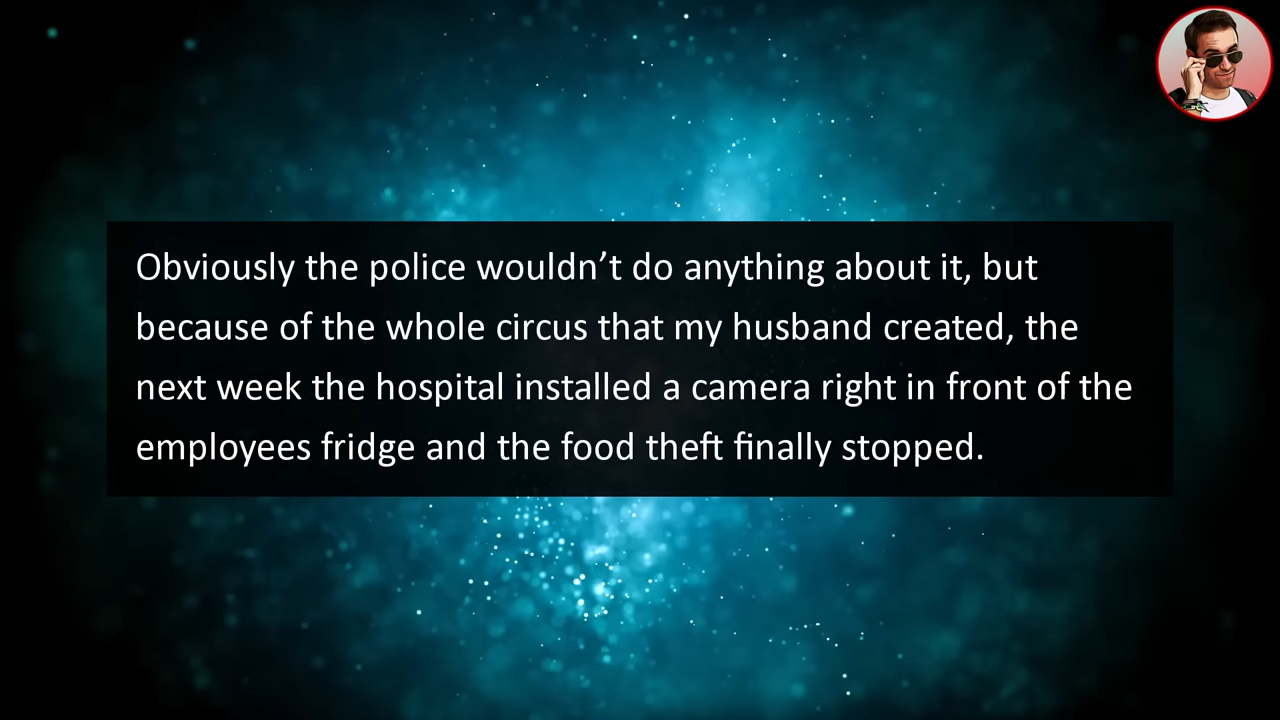 Obviously the police wouldn’t do anything about it, but
because of the whole circus that my husband created, the
next week the hospital installed a camera right in front of the
employees fridge and the food theft finally stopped.